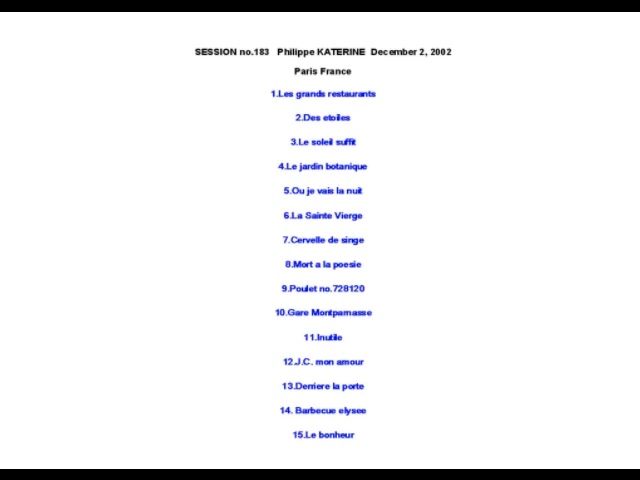 SESSION no.183 Philippe KATERINE December 2, 2002
Paris France
1.Les grands restaurants
2.Des etoiles
3.Le soleil suffit
4.Le jardin botanique
5.Ou je vais la nuit
6.La Sainte Vierge
7.Cervelle de singe
8.Mort a la poesie
9.Poulet no.728120
10.Gare Montparnasse
11.Inutile
12.J.C. mon amour
13.Derriere la porte
14. Barbecue elysee
15.Le bonheur